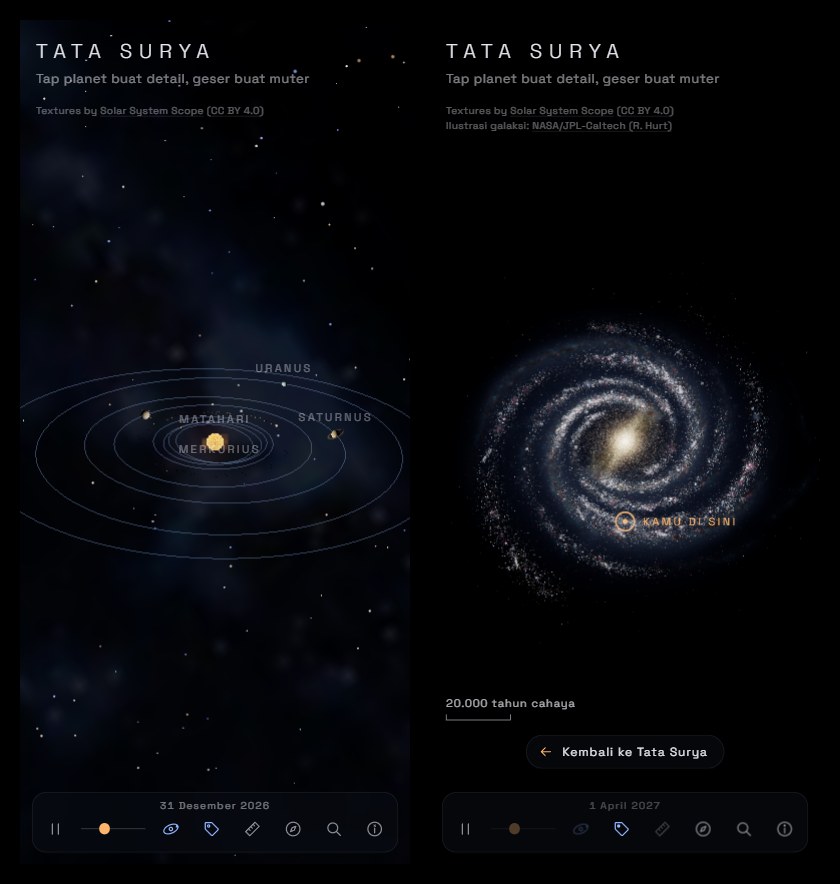 TATA SURYA
Tap planet buat detail, geser buat muter
Textures by Solar System Scope (CC BY 4.0)
URANUS
MATAHARI
SATURNUS
MERKURIUS
31 Desember 2026
TATA SURYA
Tap planet buat detail, geser buat muter
Textures by Solar System Scope (CC BY 4.0)
Ilustrasi galaksi: NASA/JPL-Caltech (R. Hurt)
KAMU DI SINI
20.000 tahun cahaya
← Kembali ke Tata Surya
1 April 2027